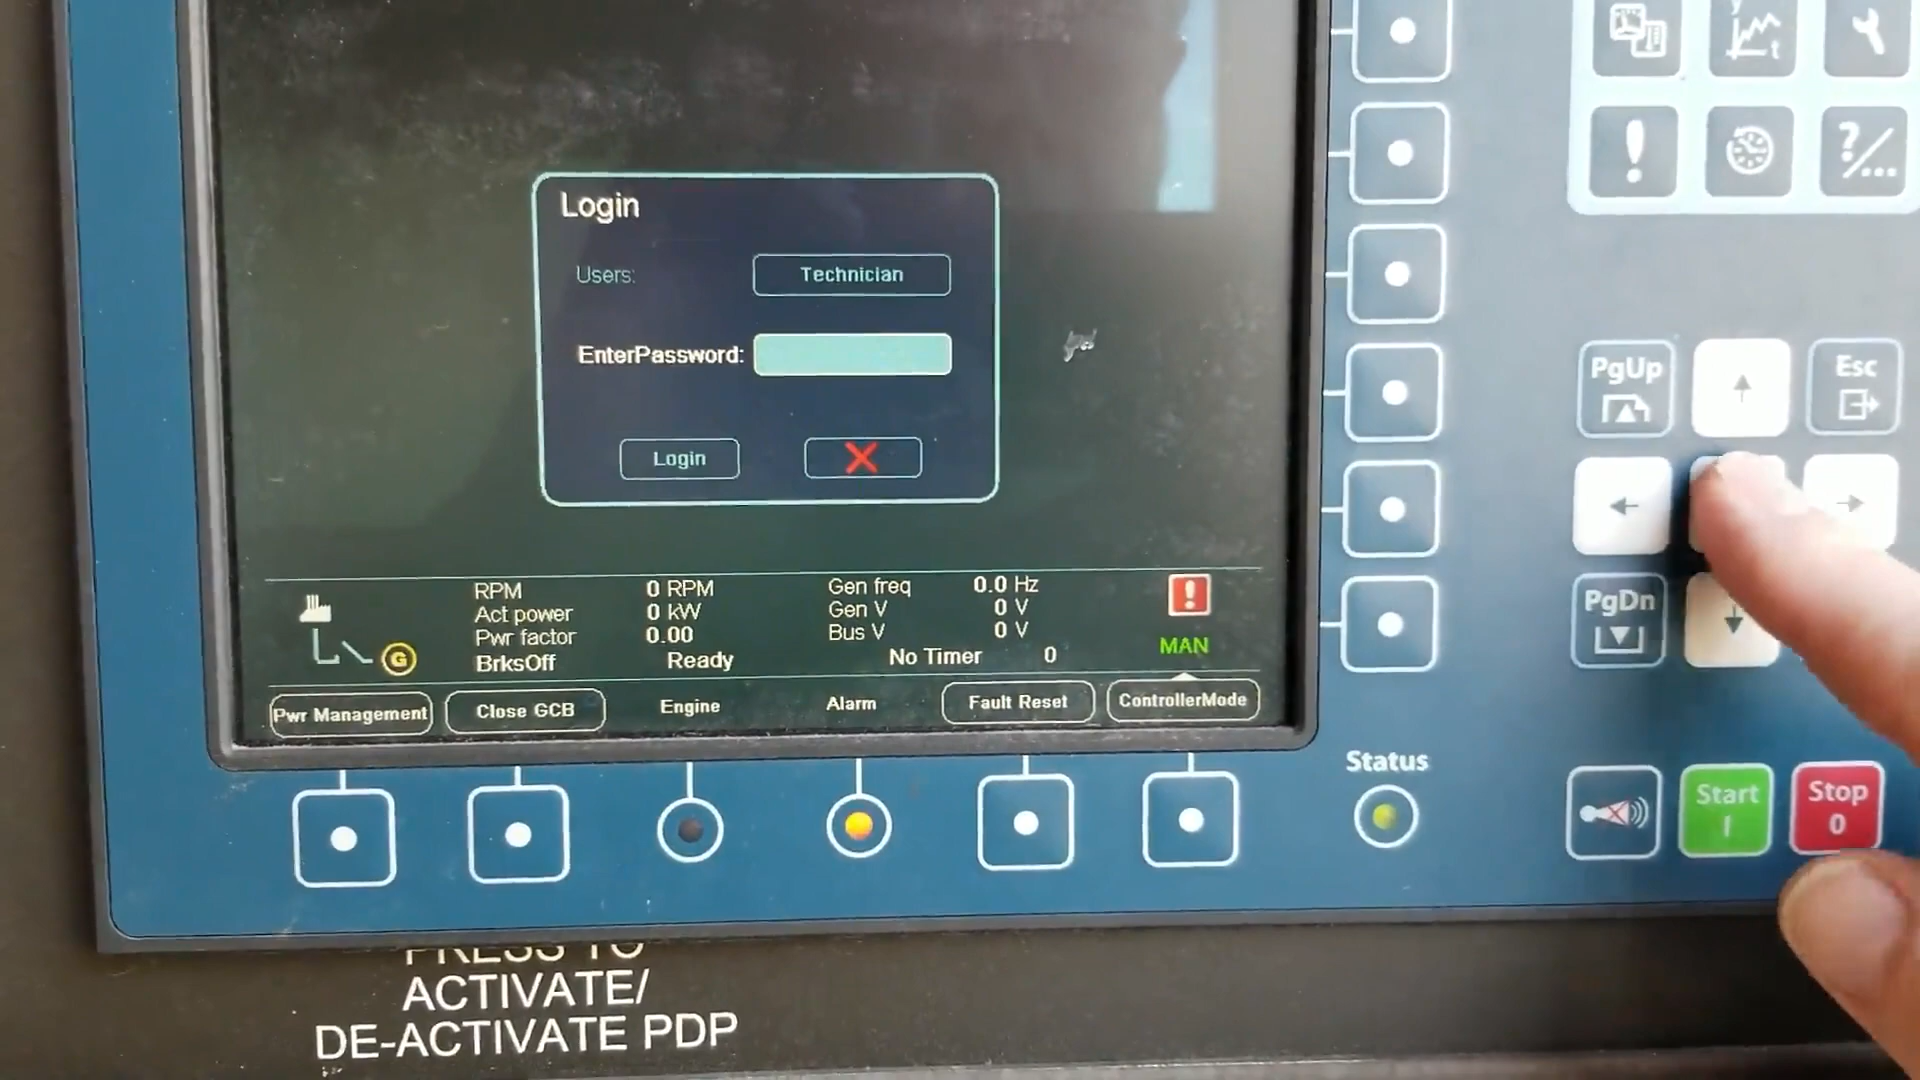 Login
Users: Technician
EnterPassword:
Login
RPM 0 RPM Gen freq 0.0 Hz
Act power 0 kW Gen V 0 V
Pwr factor 0.00 Bus V 0 V
BrksOff Ready No Timer 0 MAN
G
Pwr Management Close GCB Engine Alarm Fault Reset ControllerMode
Status
y
t
!
?/...
PgUp
Esc
PgDn
Start
I
Stop
0
PRESS TO
ACTIVATE/
DE-ACTIVATE PDP